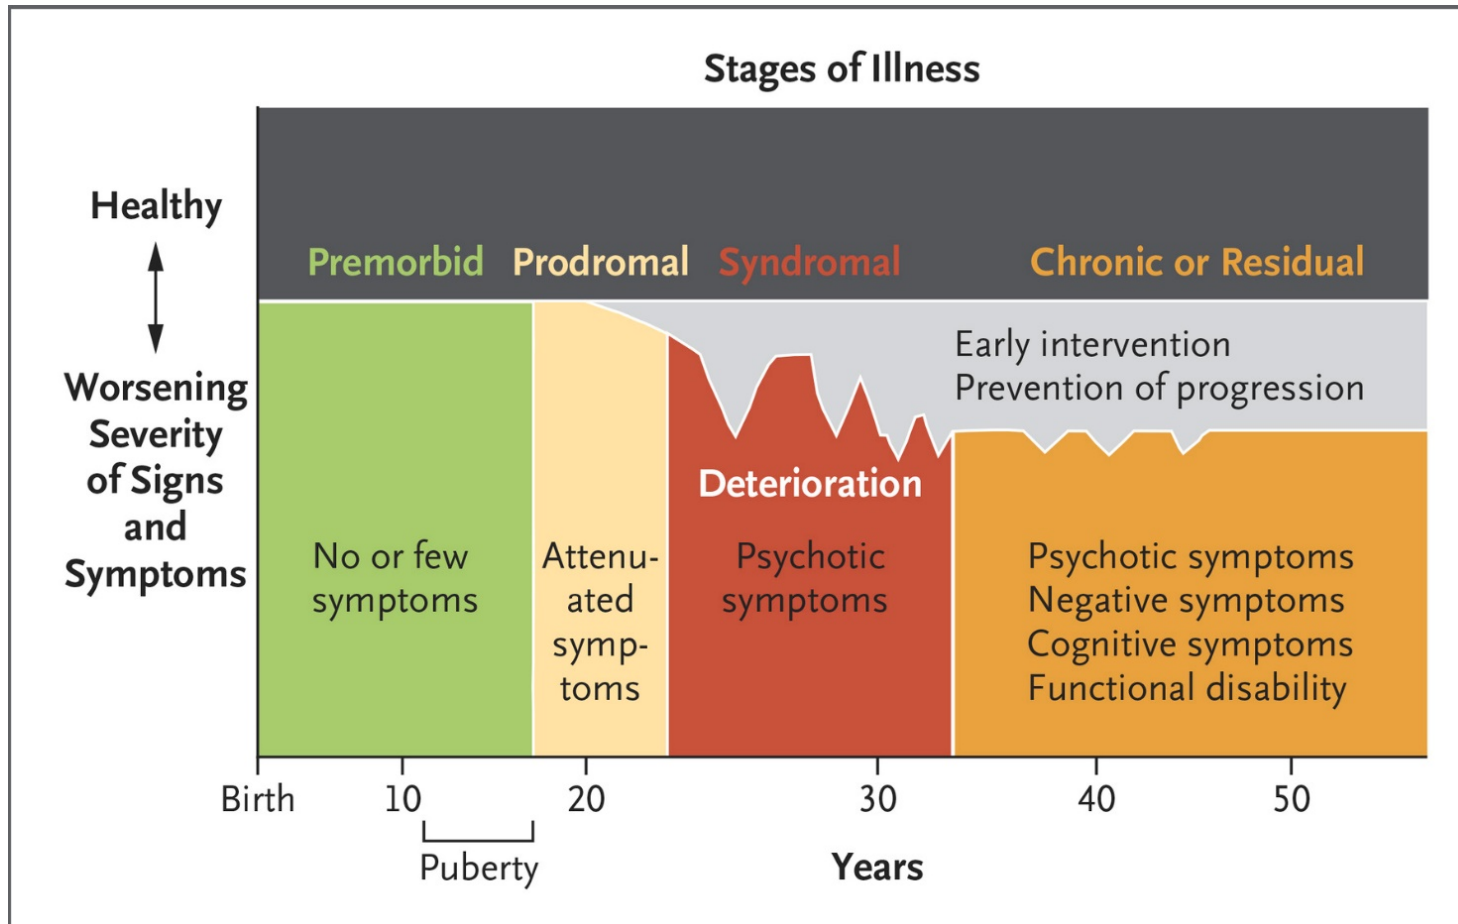 Stages of Illness
Healthy
Worsening
Severity
of Signs
and
Symptoms
Premorbid
Prodromal
Syndromal
Chronic or Residual
Early intervention
Prevention of progression
Deterioration
No or few
symptoms
Attenu-
ated
symp-
toms
Psychotic
symptoms
Psychotic symptoms
Negative symptoms
Cognitive symptoms
Functional disability
Birth 10 20 30 40 50
Puberty
Years